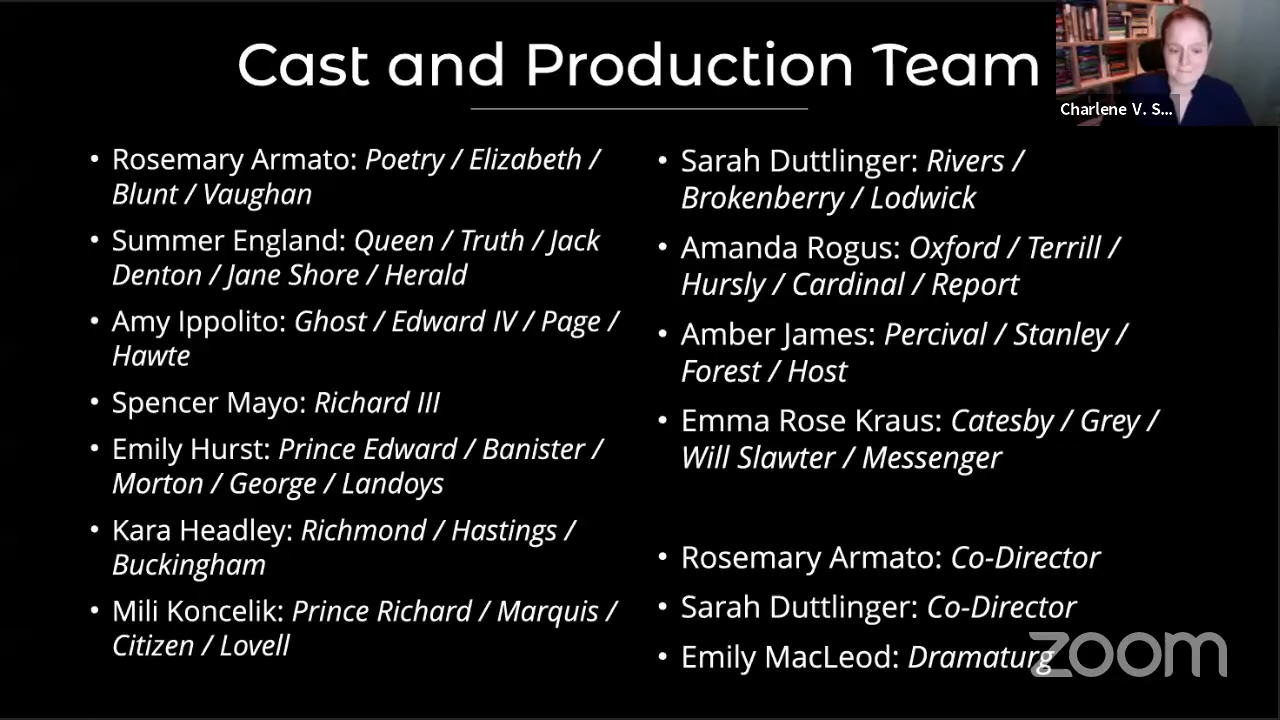 Cast and Production Team
Charlene V. S...
• Rosemary Armato: Poetry / Elizabeth /
Blunt / Vaughan
• Summer England: Queen / Truth / Jack
Denton / Jane Shore / Herald
• Amy Ippolito: Ghost / Edward IV / Page /
Hawte
• Spencer Mayo: Richard III
• Emily Hurst: Prince Edward / Banister /
Morton / George / Landoys
• Kara Headley: Richmond / Hastings /
Buckingham
• Mili Koncelik: Prince Richard / Marquis /
Citizen / Lovell
• Sarah Duttlinger: Rivers /
Brokenberry / Lodwick
• Amanda Rogus: Oxford / Terrill /
Hursly / Cardinal / Report
• Amber James: Percival / Stanley /
Forest / Host
• Emma Rose Kraus: Catesby / Grey /
Will Slawter / Messenger
• Rosemary Armato: Co-Director
• Sarah Duttlinger: Co-Director
• Emily MacLeod: Dramaturg
zoom